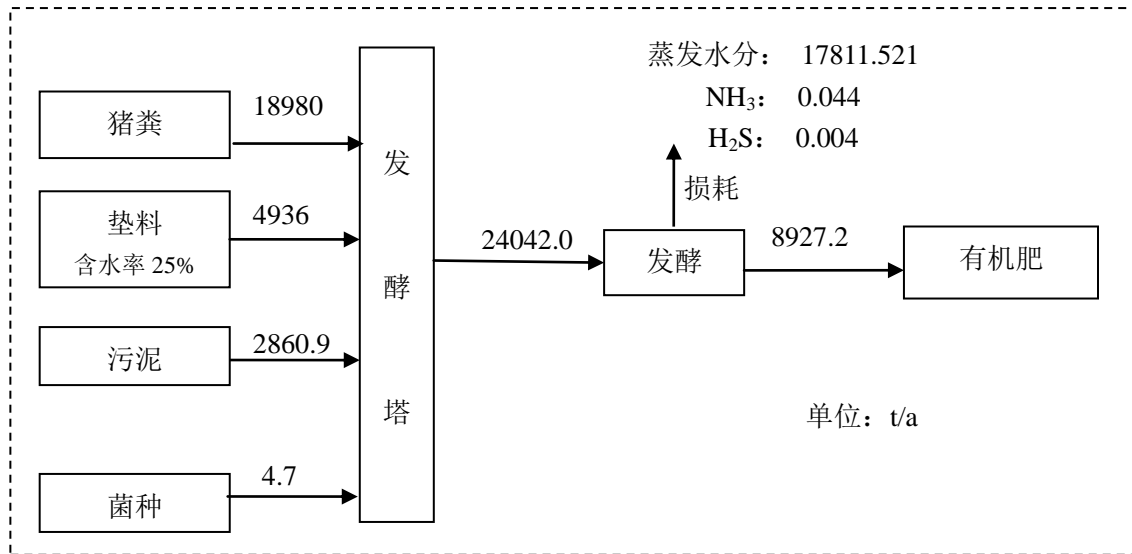 蒸发水分： 17811.521
NH₃： 0.044
H₂S： 0.004
损耗
猪粪
18980
垫料
含水率 25%
4936
污泥
2860.9
菌种
4.7
发
酵
塔
24042.0
发酵
8927.2
有机肥
单位：t/a